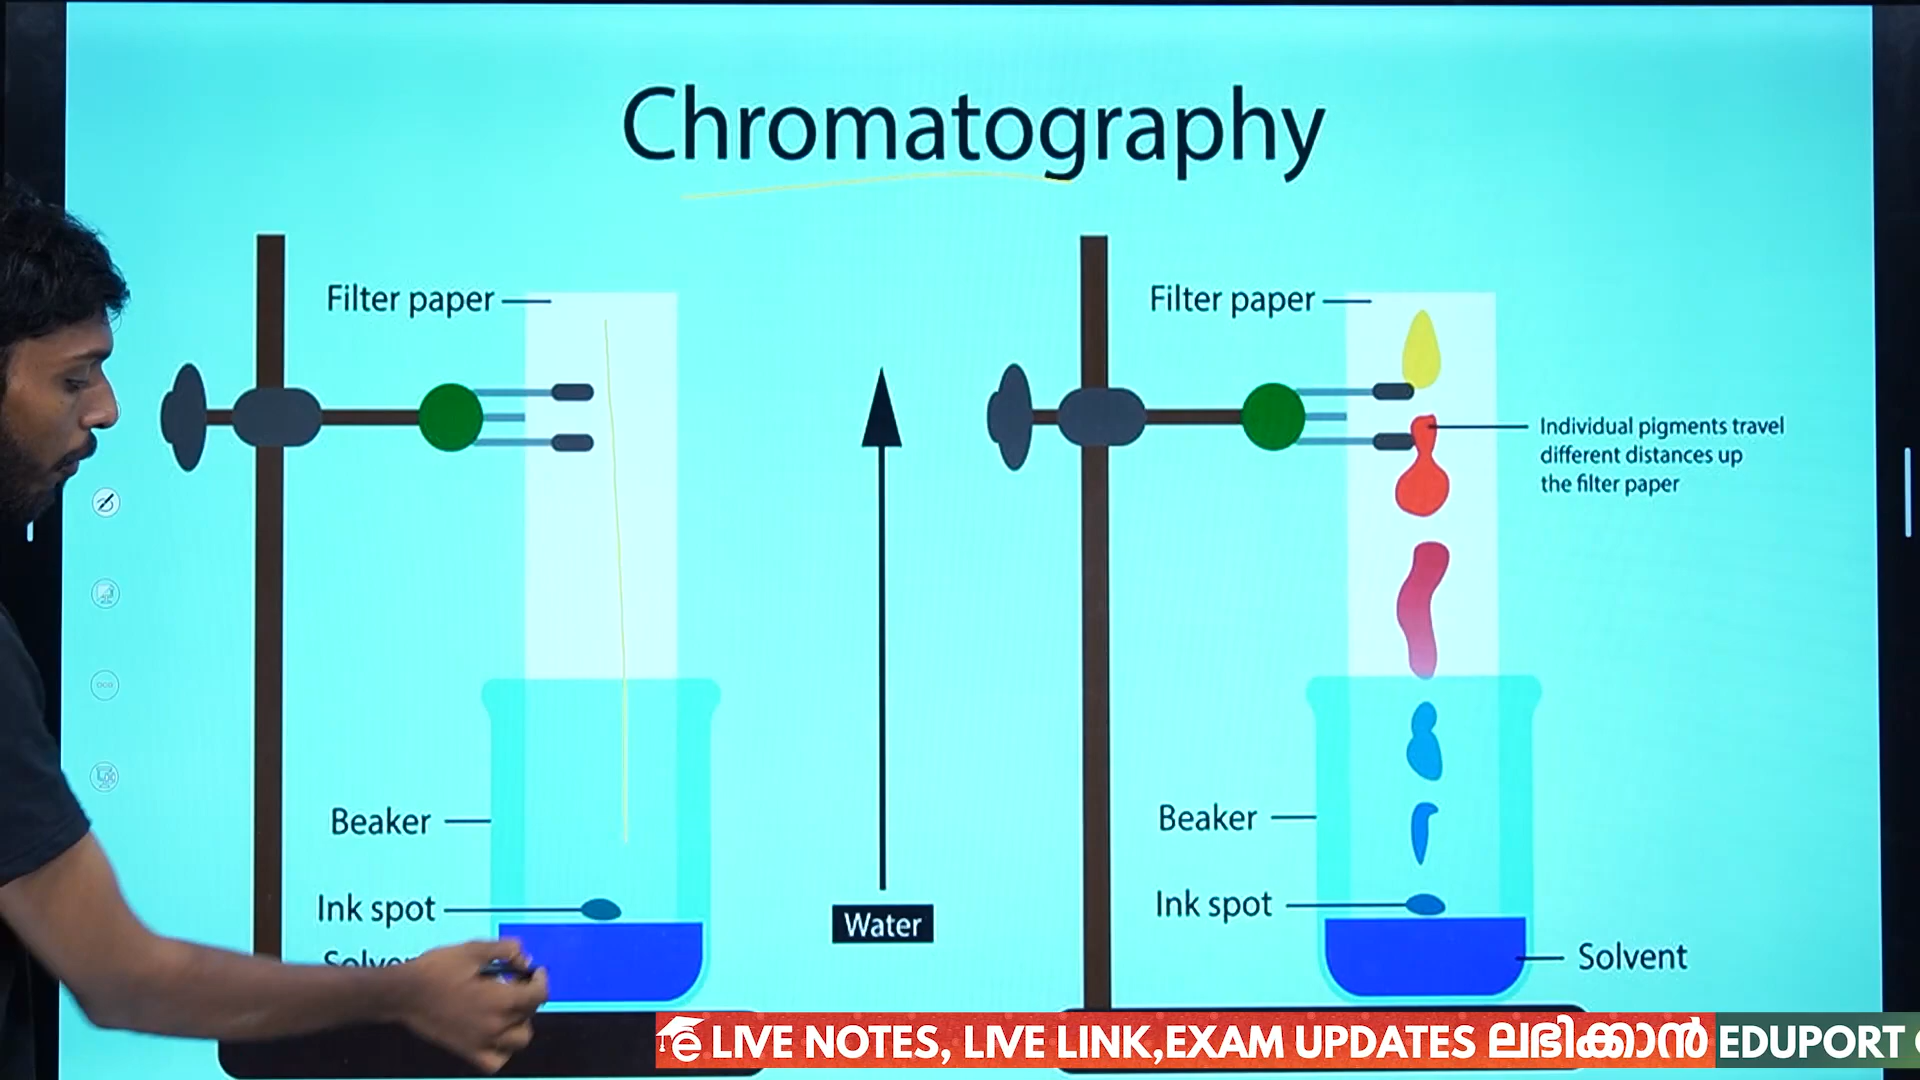 Chromatography
Filter paper
Filter paper
Individual pigments travel
different distances up
the filter paper
Beaker
Beaker
Ink spot
Ink spot
Water
Solvent
LIVE NOTES, LIVE LINK,EXAM UPDATES ലഭിക്കാൻ EDUPORT